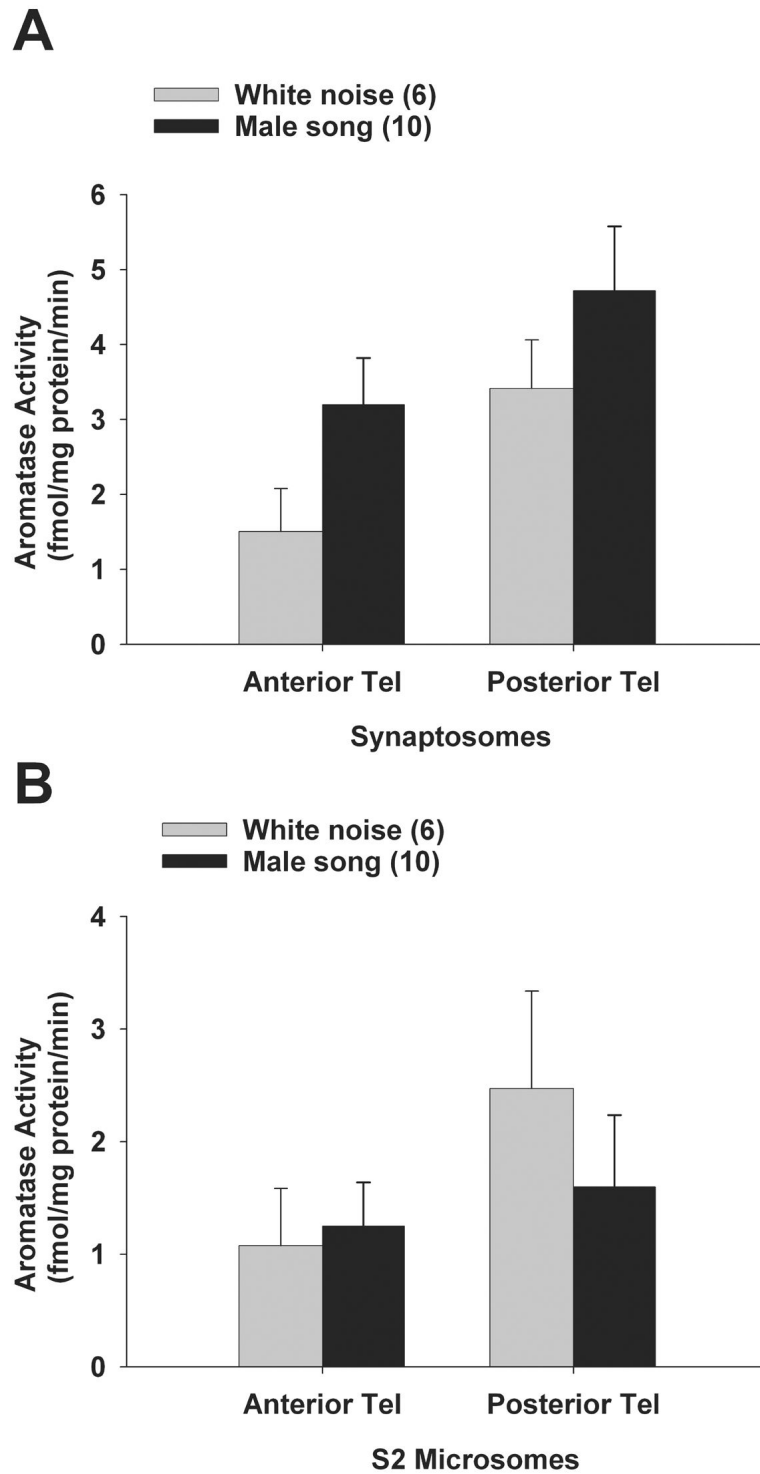 A
White noise (6)
Male song (10)
6
5
4
3
2
1
0
Aromatase Activity
(fmol/mg protein/min)
Anterior Tel
Posterior Tel
Synaptosomes
B
White noise (6)
Male song (10)
4
3
2
1
0
Aromatase Activity
(fmol/mg protein/min)
Anterior Tel
Posterior Tel
S2 Microsomes